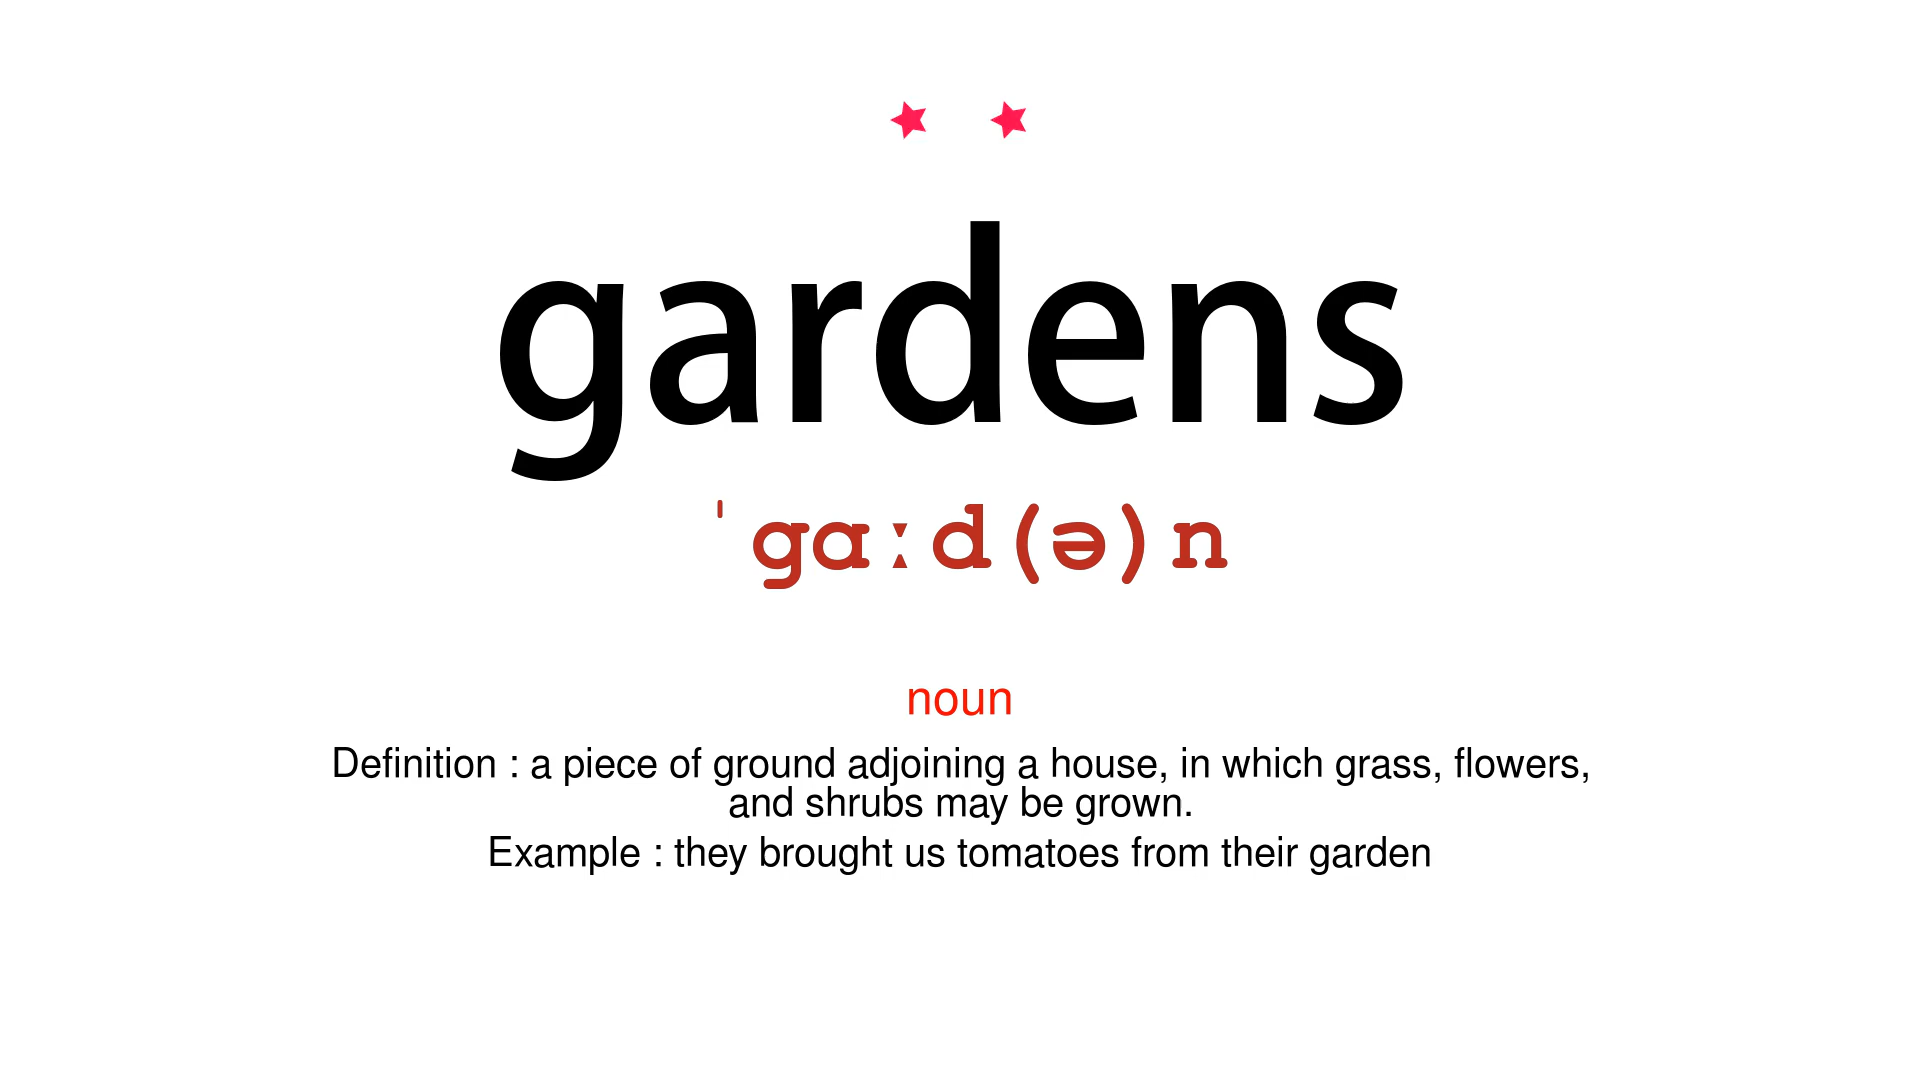 gardens
ˈɡɑːd(ə)n
noun
Definition : a piece of ground adjoining a house, in which grass, flowers,
and shrubs may be grown.
Example : they brought us tomatoes from their garden